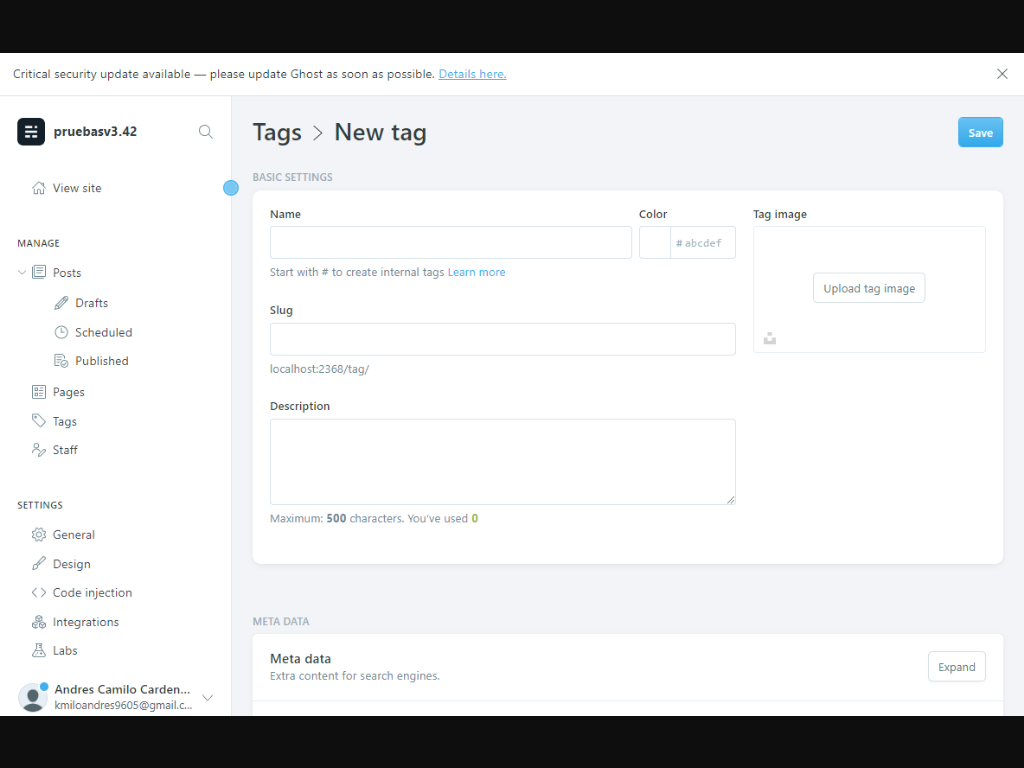 Critical security update available — please update Ghost as soon as possible. Details here.
pruebasv3.42
View site
MANAGE
Posts
Drafts
Scheduled
Published
Pages
Tags
Staff
SETTINGS
General
Design
Code injection
Integrations
Labs
Andres Camilo Carden...
kmiloandres9605@gmail.c...
Tags > New tag
Save
BASIC SETTINGS
Name
Color
# abcdef
Start with # to create internal tags Learn more
Slug
localhost:2368/tag/
Description
Maximum: 500 characters. You've used 0
Tag image
Upload tag image
META DATA
Meta data
Extra content for search engines.
Expand